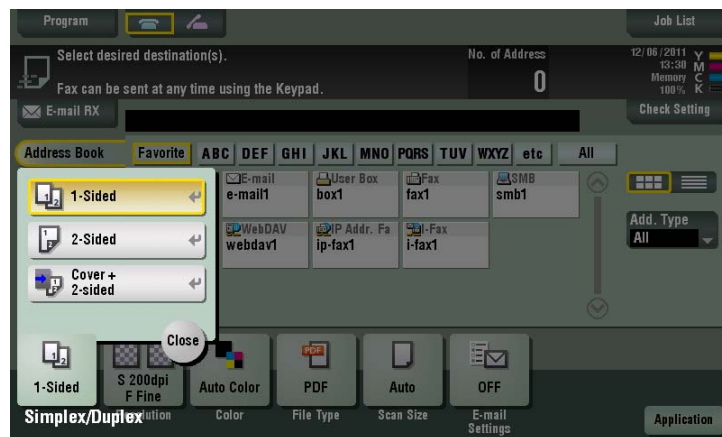 Program
Job List
Select desired destination(s).
No. of Address
12/06/2011
13:30
Memory
100%
Y
M
C
K
Fax can be sent at any time using the Keypad.
0
E-mail RX
Check Setting
Address Book
Favorite
ABC
DEF
GHI
JKL
MNO
PQRS
TUV
WXYZ
etc
All
1-Sided
2-Sided
Cover +
2-sided
Close
E-mail
e-mail1
User Box
box1
Fax
fax1
SMB
smb1
WebDAV
webdav1
IP Addr. Fa
ip-fax1
I-Fax
i-fax1
Add. Type
All
1-Sided
S 200dpi
F Fine
Auto Color
PDF
PDF
Auto
OFF
Simplex/Duplex
Color
File Type
Scan Size
E-mail
Settings
Application